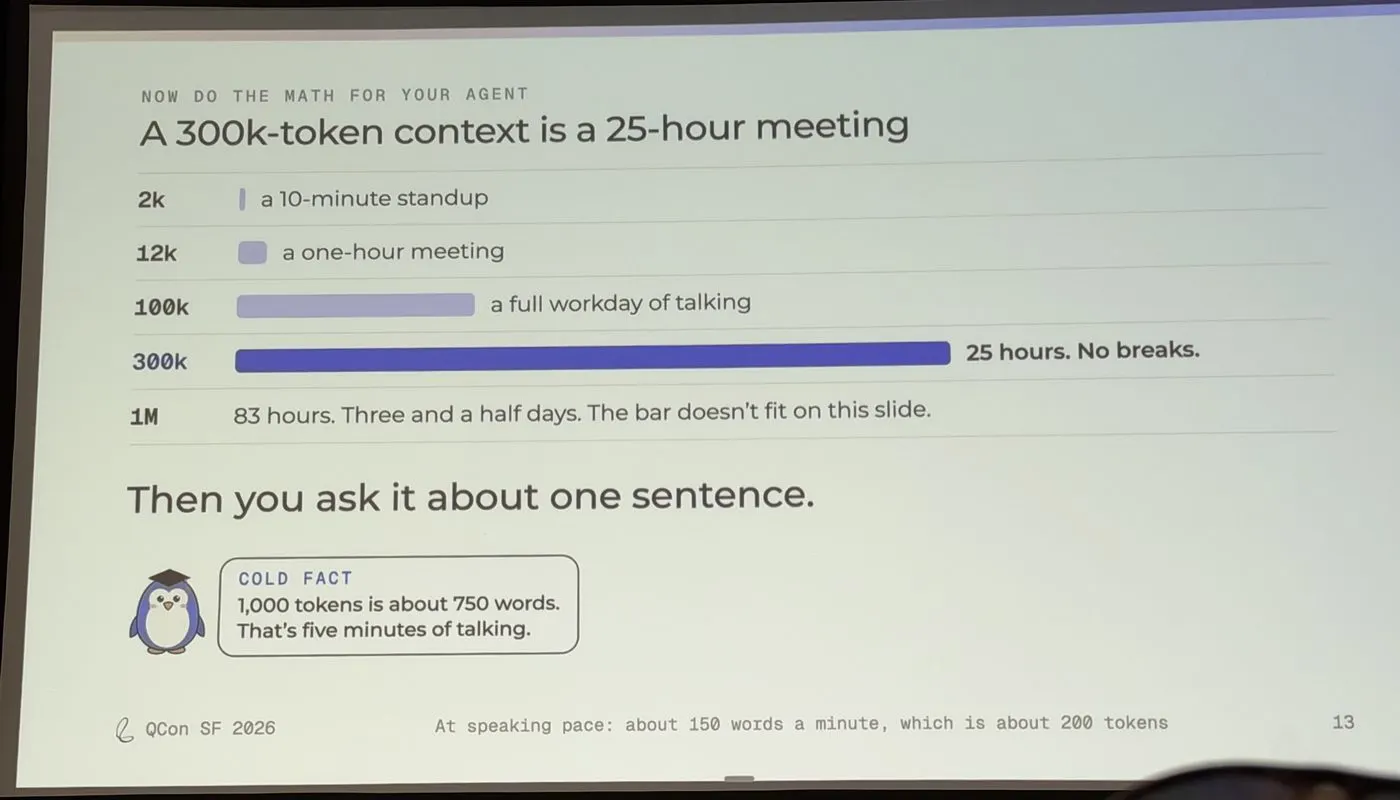 NOW DO THE MATH FOR YOUR AGENT
A 300k-token context is a 25-hour meeting
2k a 10-minute standup
12k a one-hour meeting
100k a full workday of talking
300k 25 hours. No breaks.
1M 83 hours. Three and a half days. The bar doesn't fit on this slide.
Then you ask it about one sentence.
COLD FACT
1,000 tokens is about 750 words.
That's five minutes of talking.
QCon SF 2026 At speaking pace: about 150 words a minute, which is about 200 tokens 13